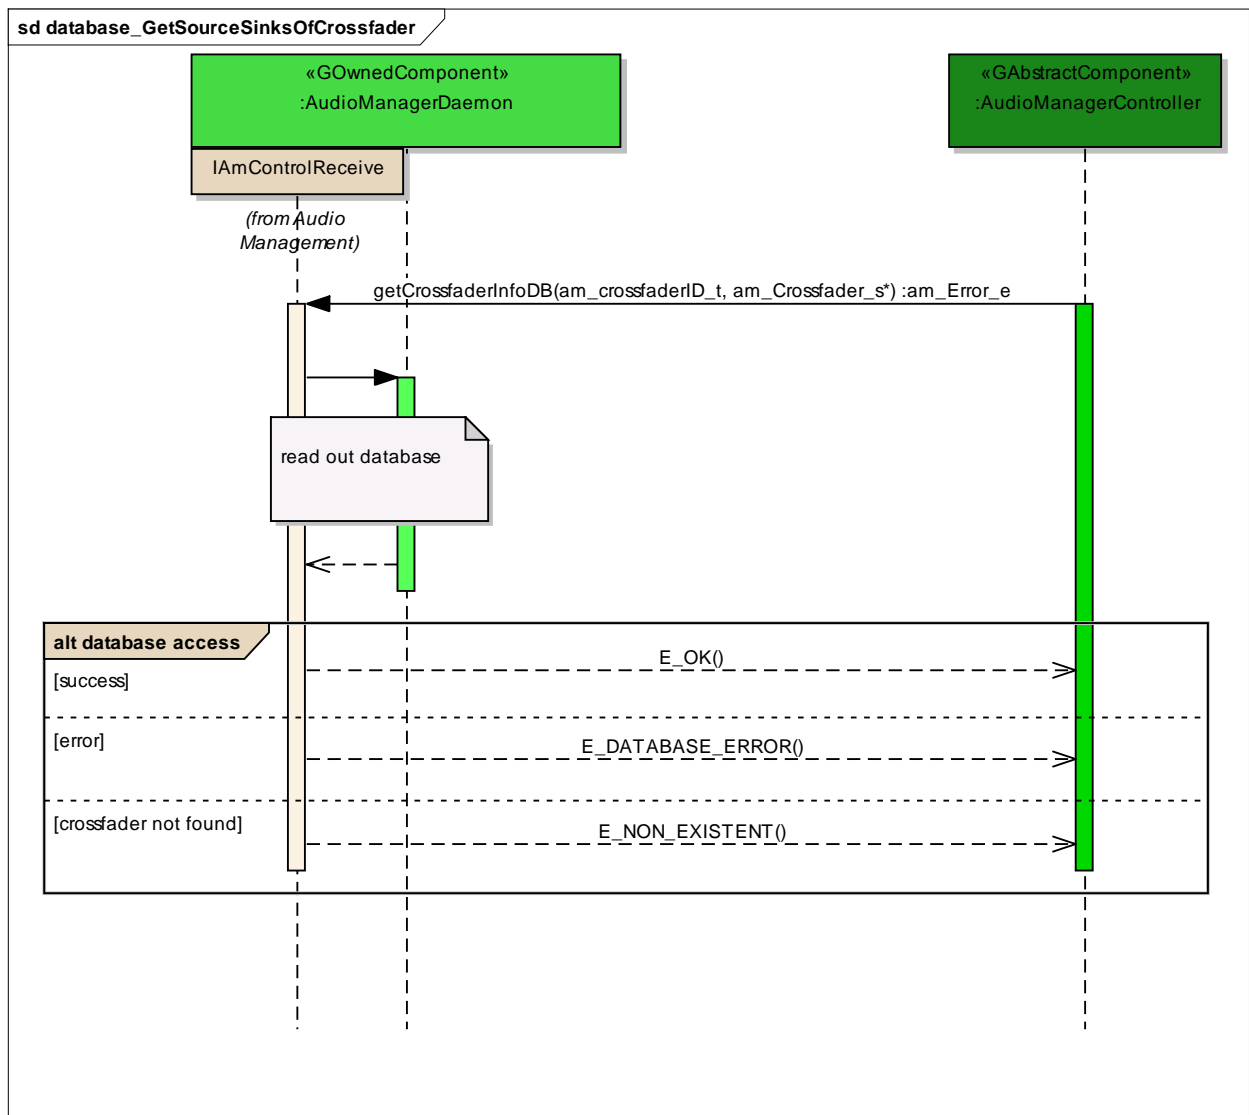 sd database_GetSourceSinksOfCrossfader
«GOwnedComponent»
:AudioManagerDaemon
«GAbstractComponent»
:AudioManagerController
IAmControlReceive
(from Audio
Management)
getCrossfaderInfoDB(am_crossfaderID_t, am_Crossfader_s*) :am_Error_e
read out database
alt database access
E_OK()
[success]
[error]
E_DATABASE_ERROR()
[crossfader not found]
E_NON_EXISTENT()